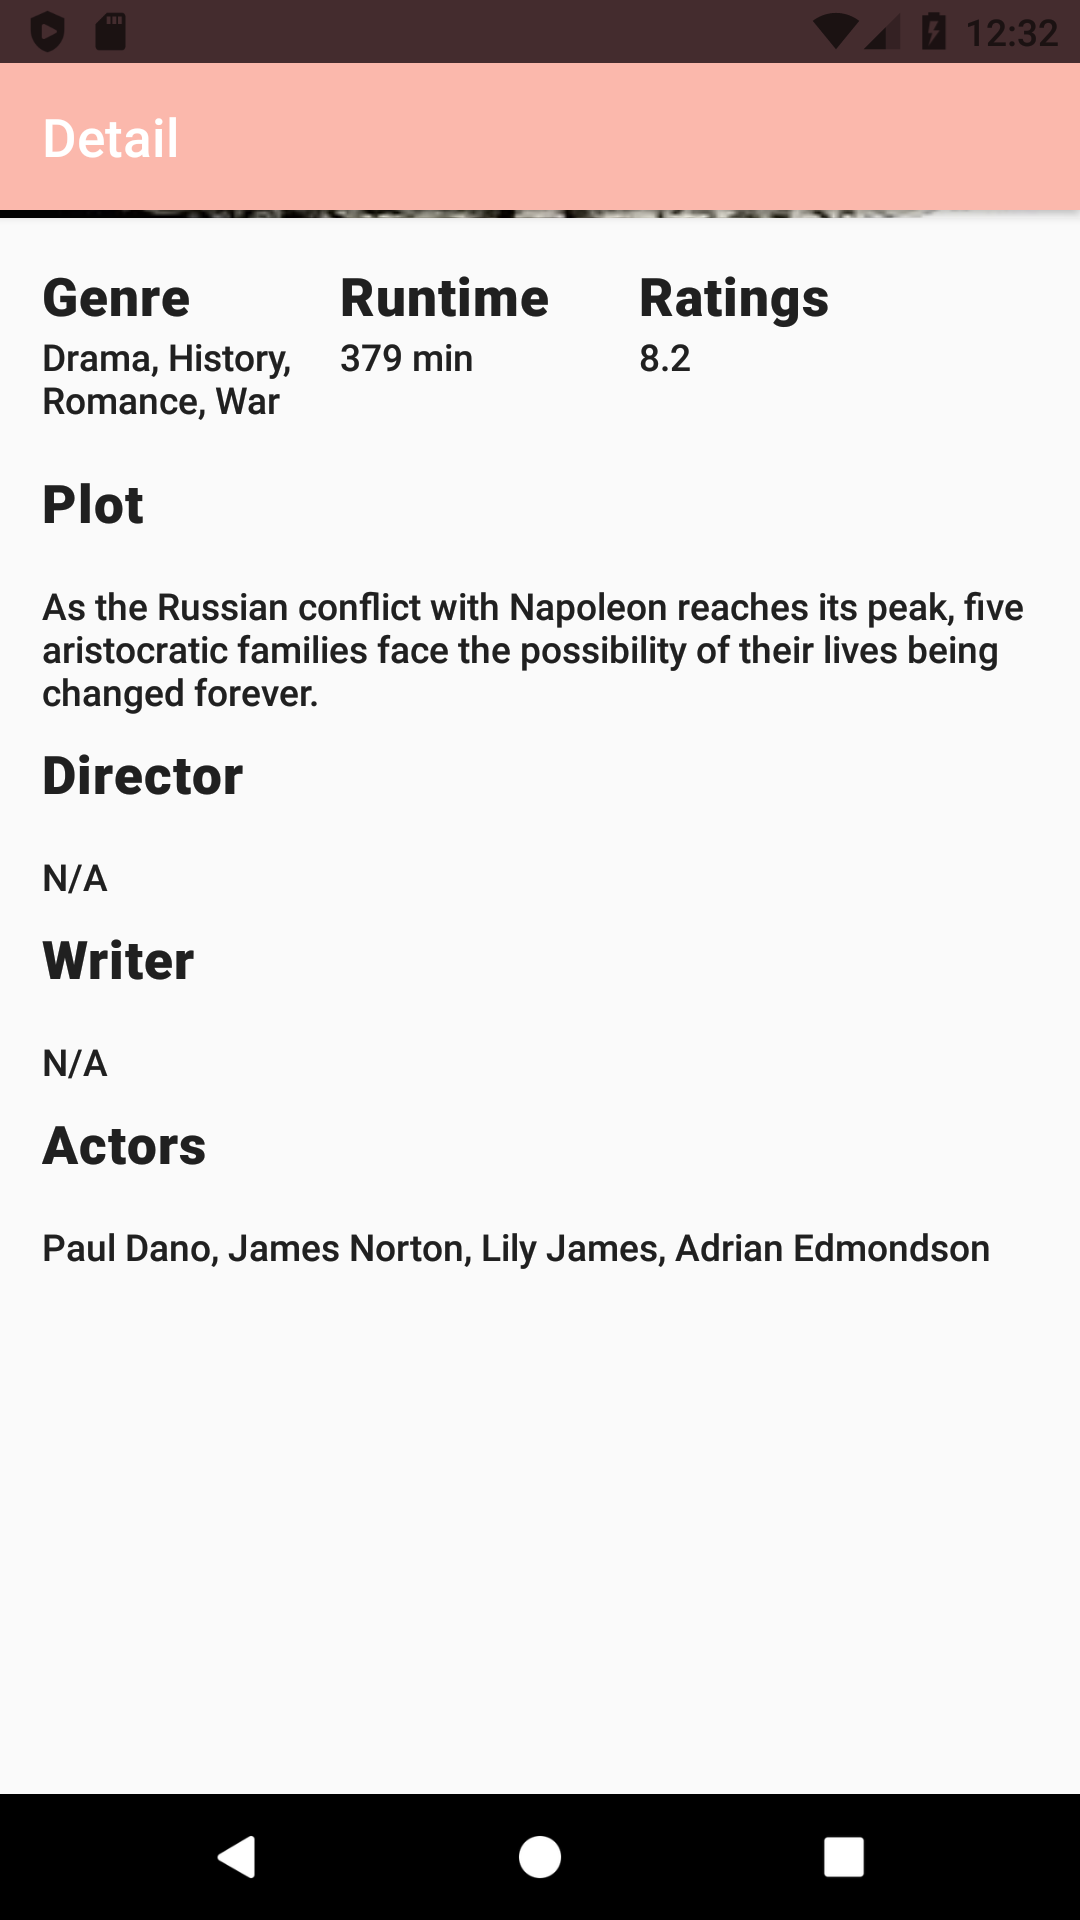 12:32
Detail
Genre Runtime Ratings
Drama, History, 379 min 8.2
Romance, War
Plot
As the Russian conflict with Napoleon reaches its peak, five
aristocratic families face the possibility of their lives being
changed forever.
Director
N/A
Writer
N/A
Actors
Paul Dano, James Norton, Lily James, Adrian Edmondson